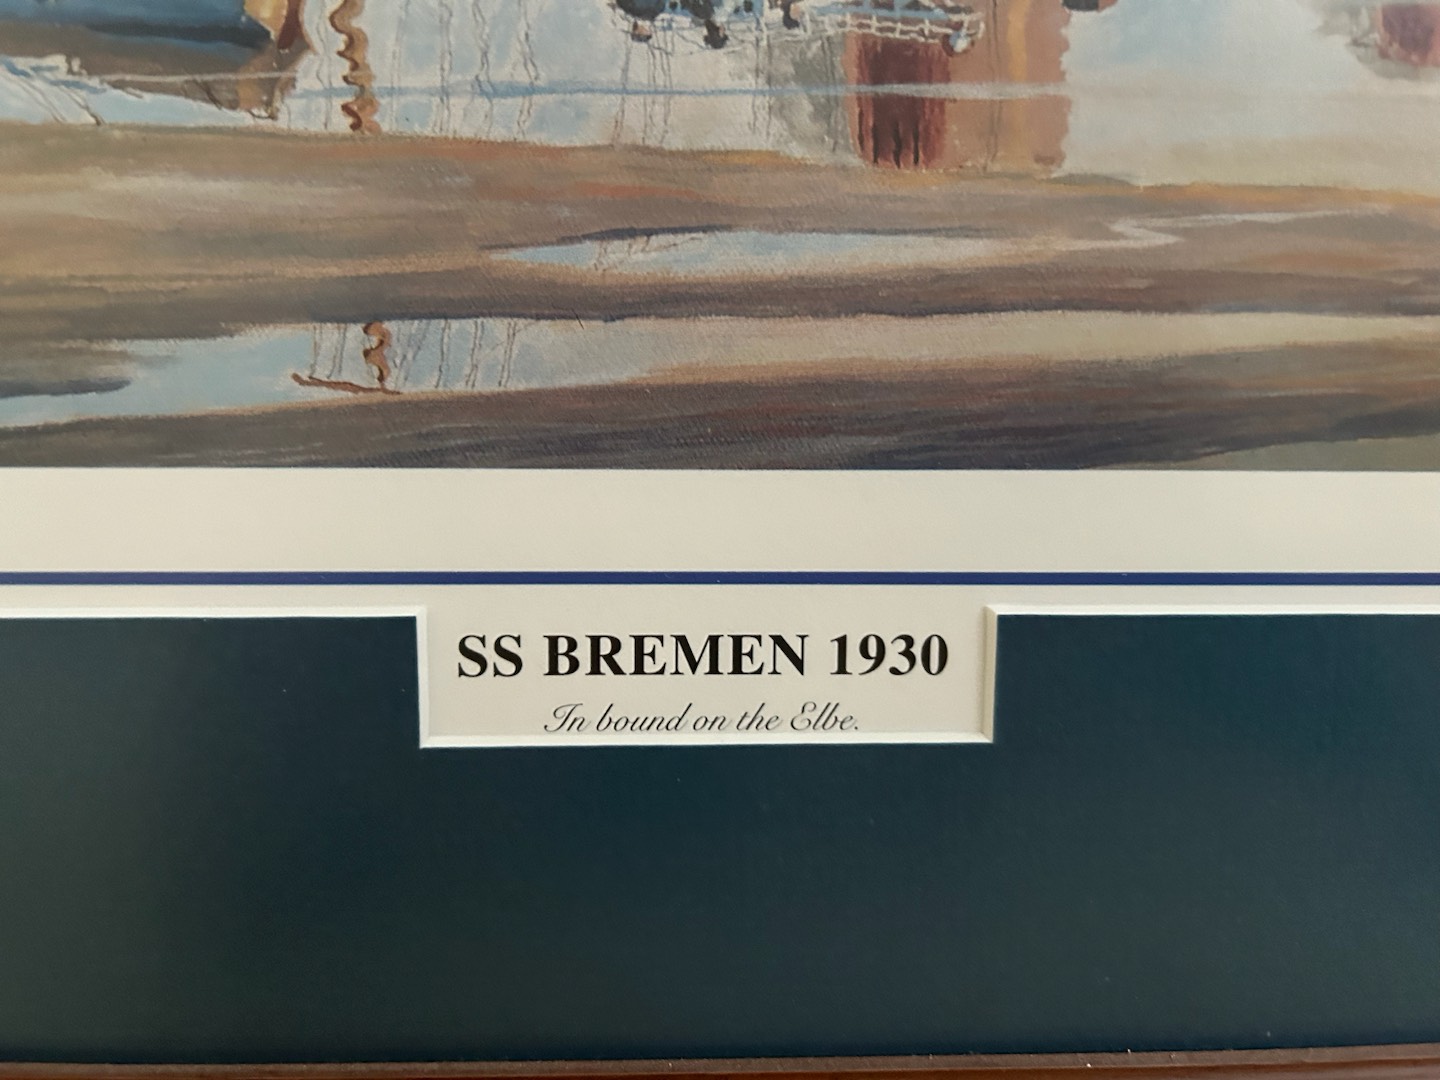 SS BREMEN 1930
In bound on the Elbe.